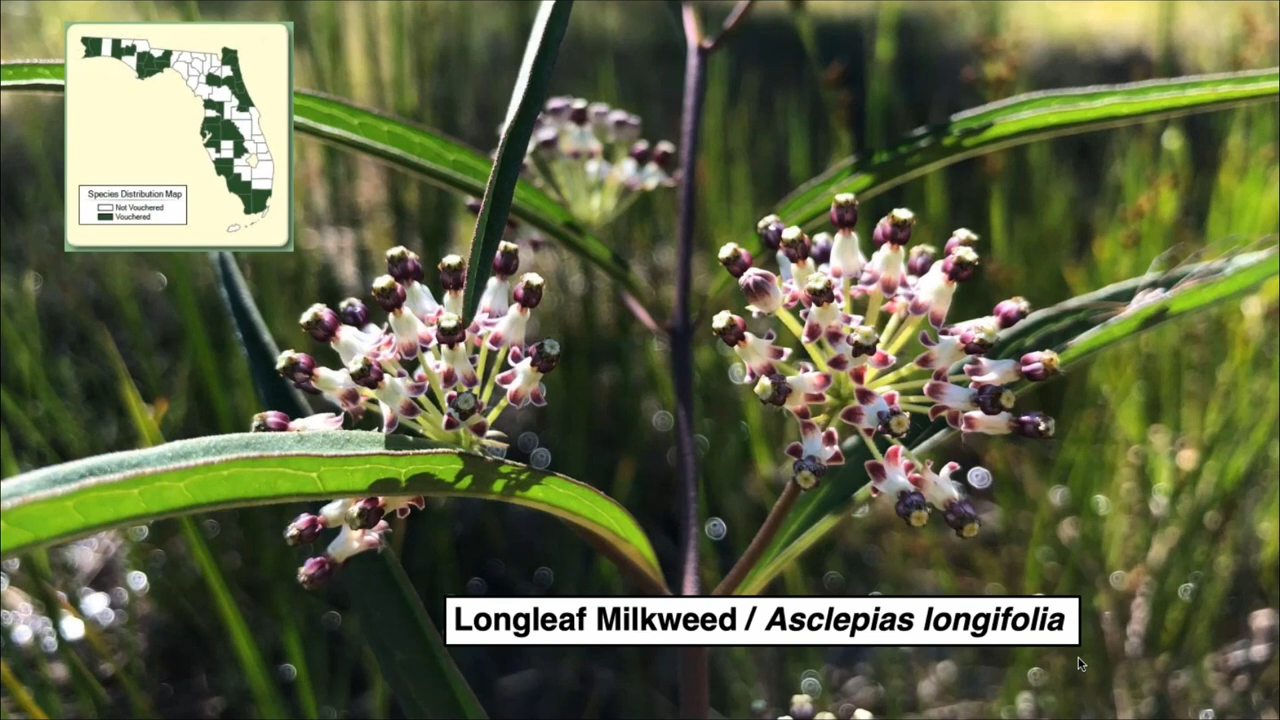 Species Distribution Map
Not Vouchered
Vouchered
Longleaf Milkweed / Asclepias longifolia